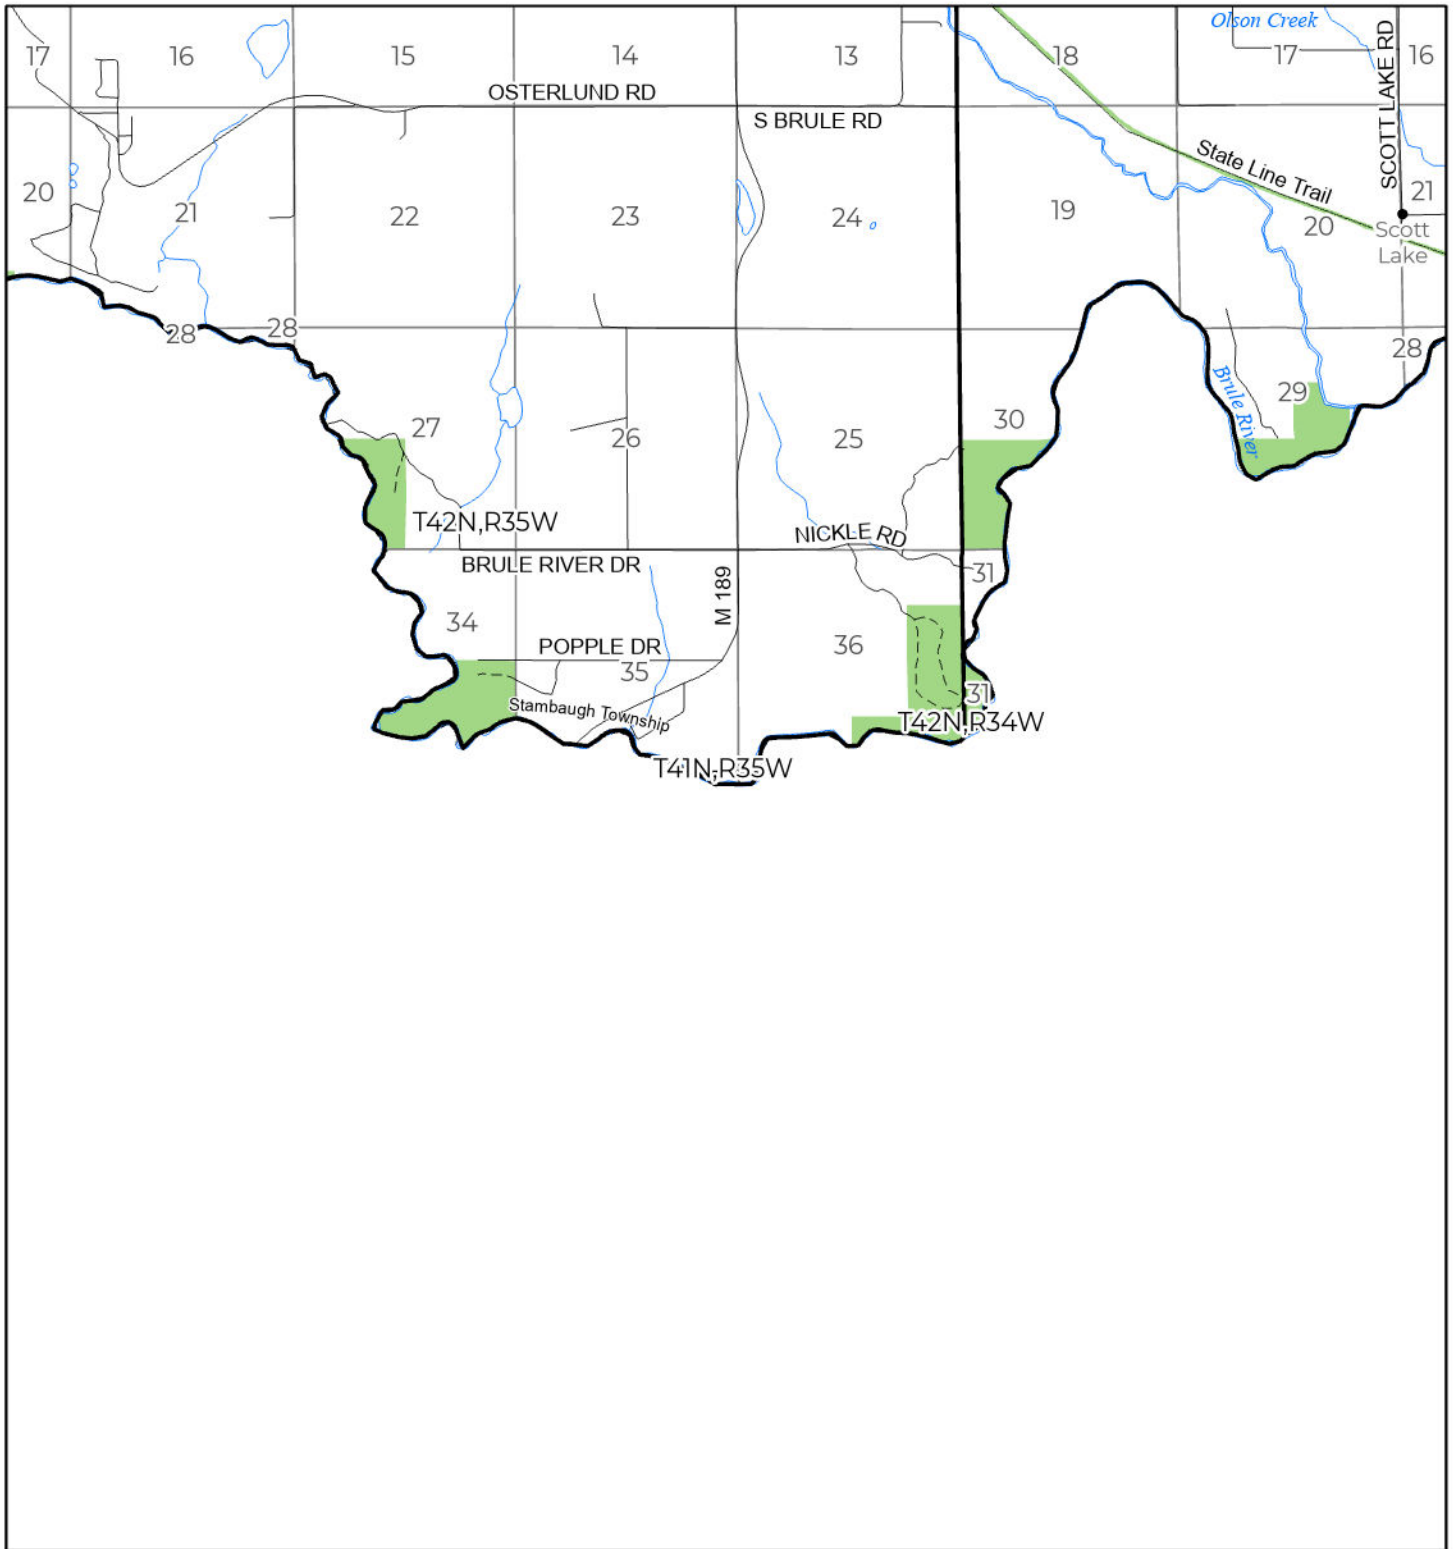 Olson Creek
17
16
15
14
13
18
17
SCOTT LAKE RD
16
OSTERLUND RD
S BRULE RD
State Line Trail
20
21
22
23
24
19
20
21
Scott
Lake
28
28
28
27
26
25
30
29
Brule River
T42N,R35W
NICKLE RD
BRULE RIVER DR
M 189
31
34
POPPLE DR
35
36
Stambaugh Township
31
T42N,R34W
T41N,R35W